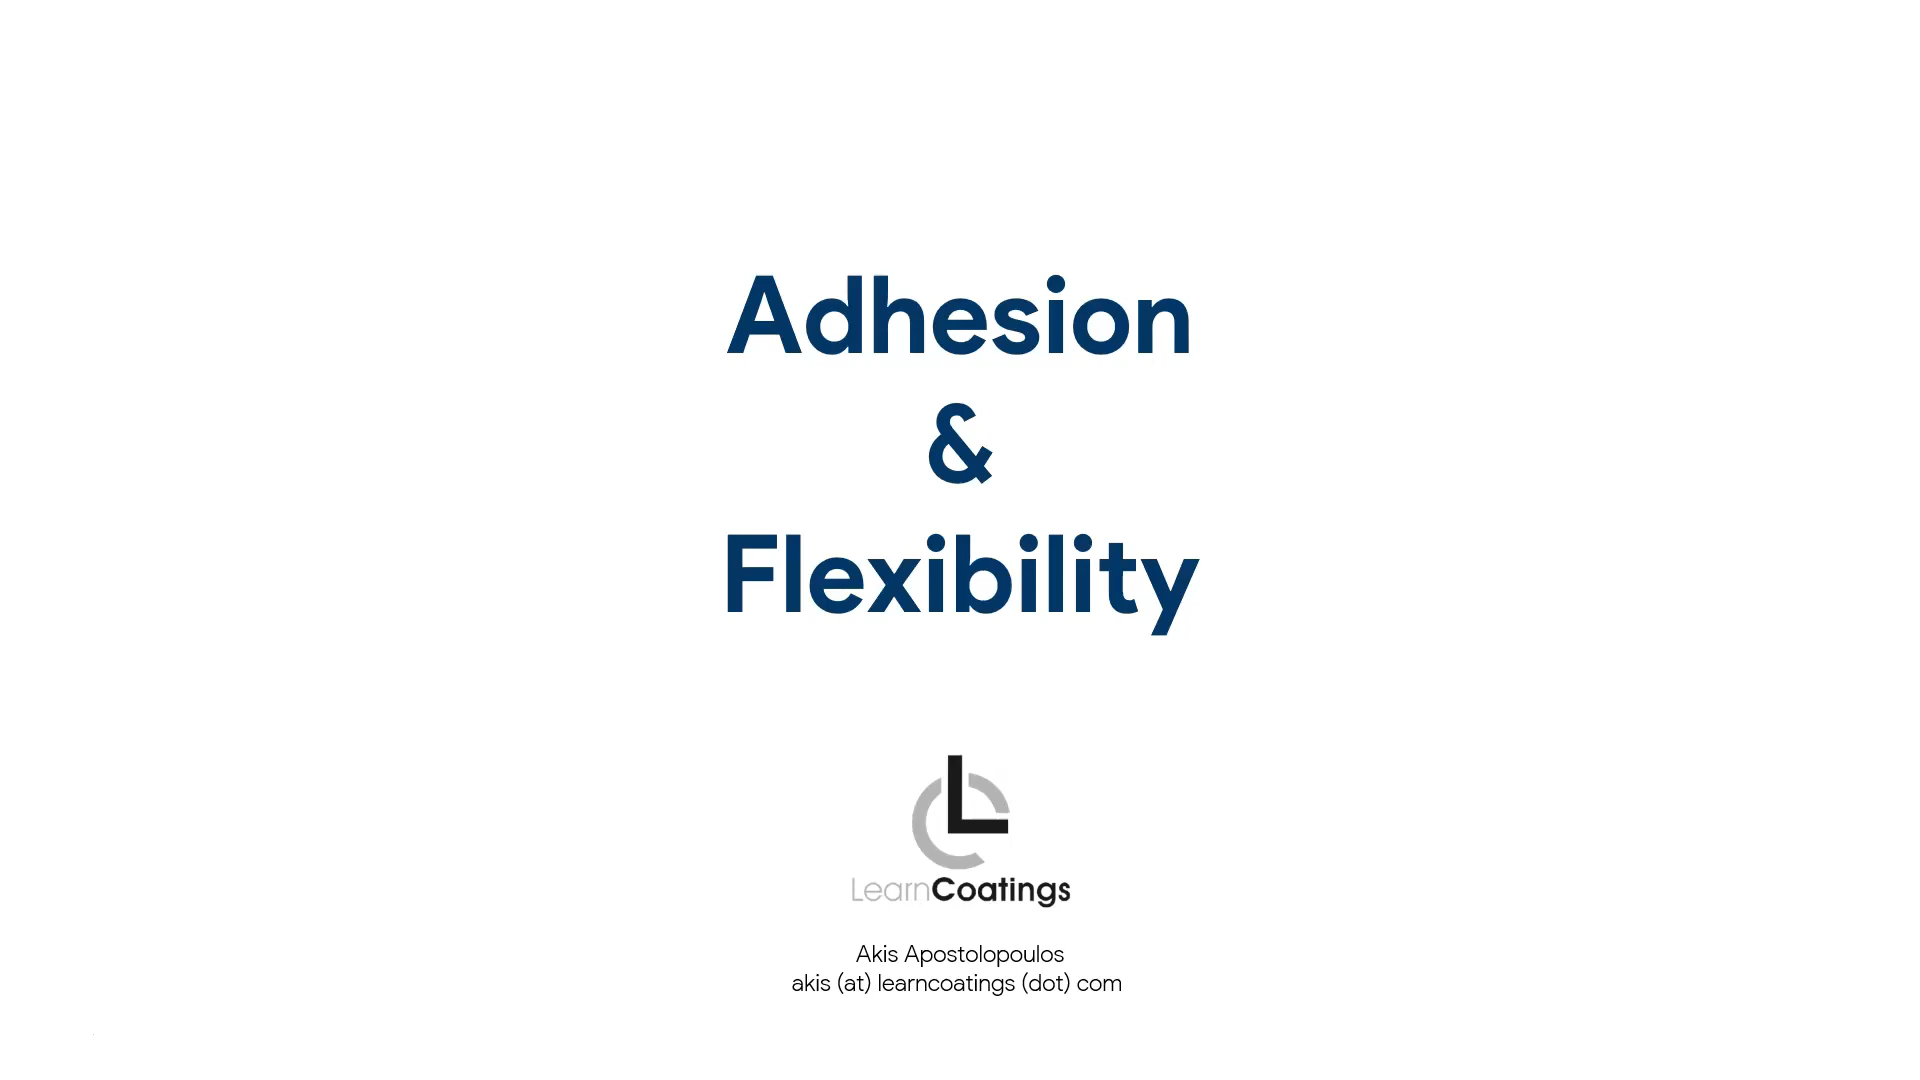 Adhesion
&
Flexibility
LearnCoatings
Akis Apostolopoulos
akis (at) learncoatings (dot) com